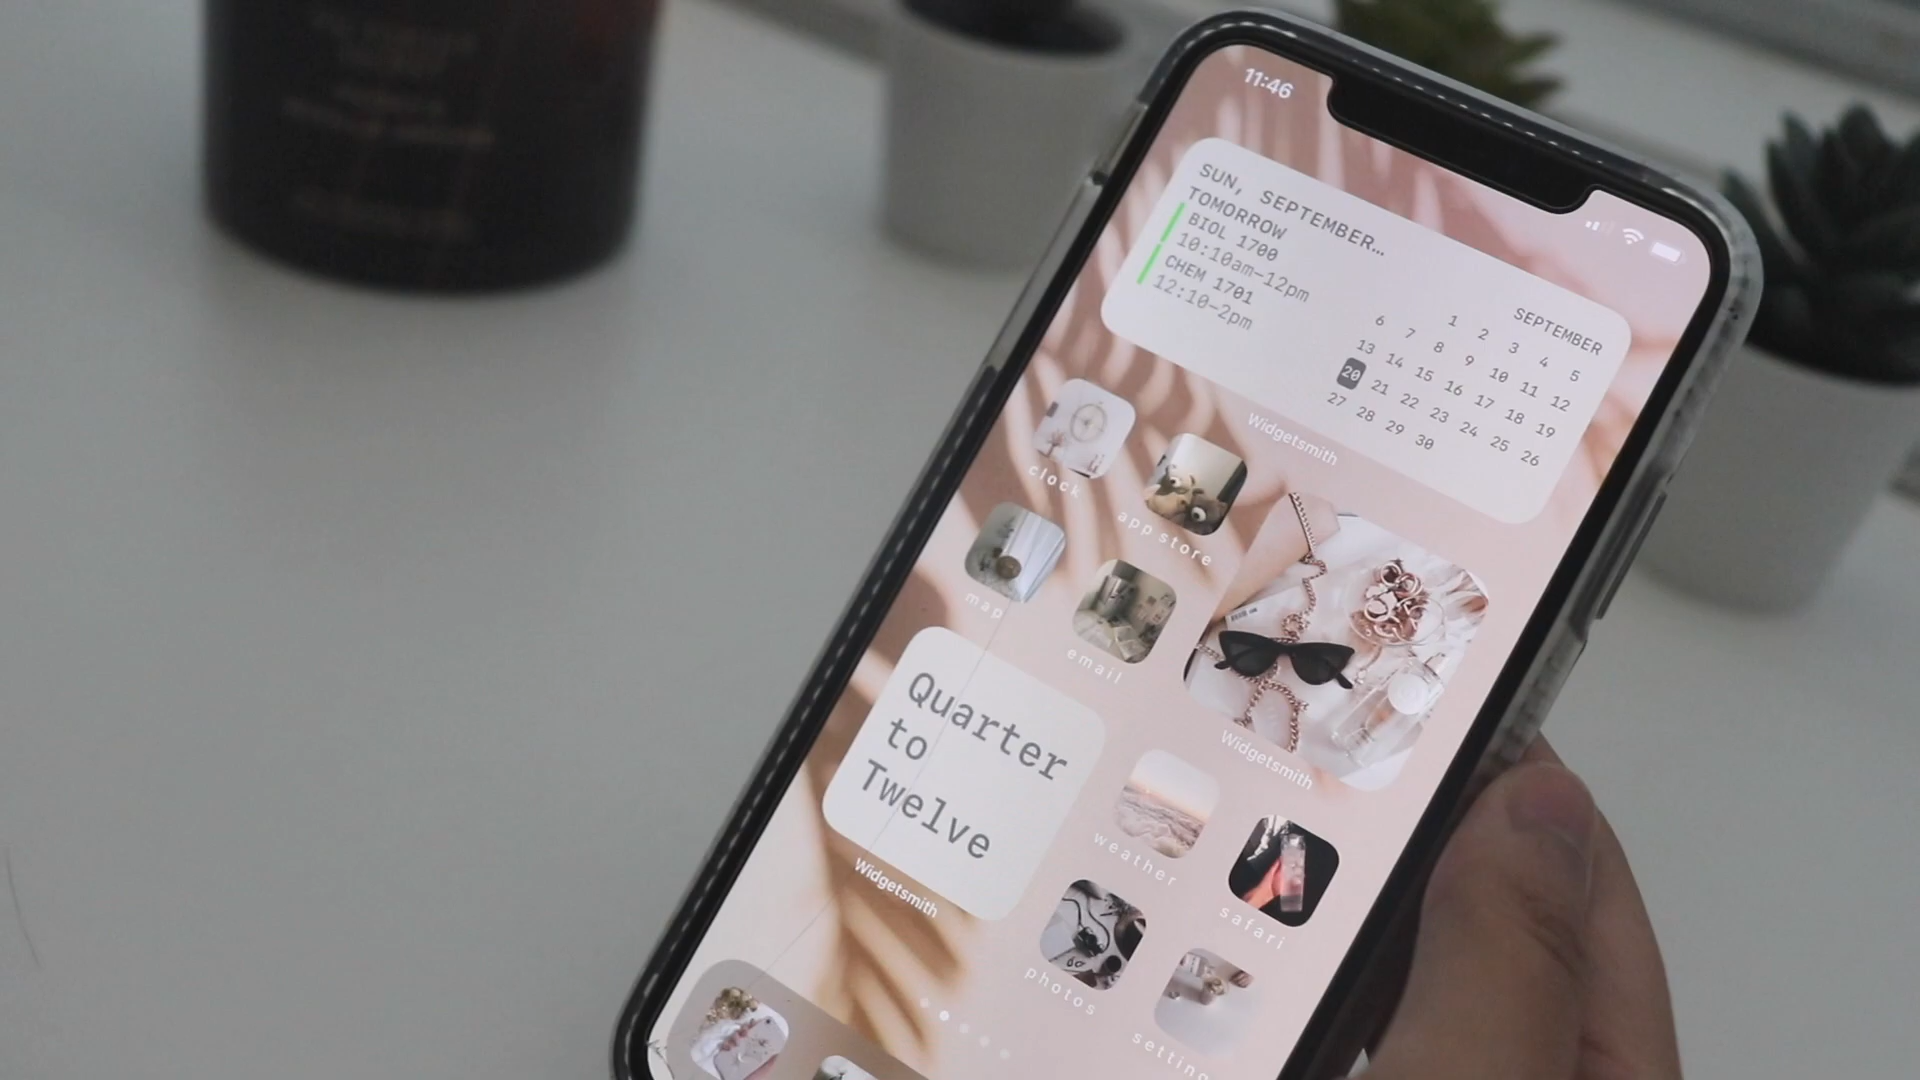 11:46
SUN, SEPTEMBER…
TOMORROW
BIOL 1700
10:10am–12pm
CHEM 1701
12:10–2pm
SEPTEMBER
1 2 3 4 5
6 7 8 9 10 11 12
13 14 15 16 17 18 19
20 21 22 23 24 25 26
27 28 29 30
Widgetsmith
clock
app store
map
email
Widgetsmith
Quarter
to
Twelve
Widgetsmith
weather
safari
photos
setting